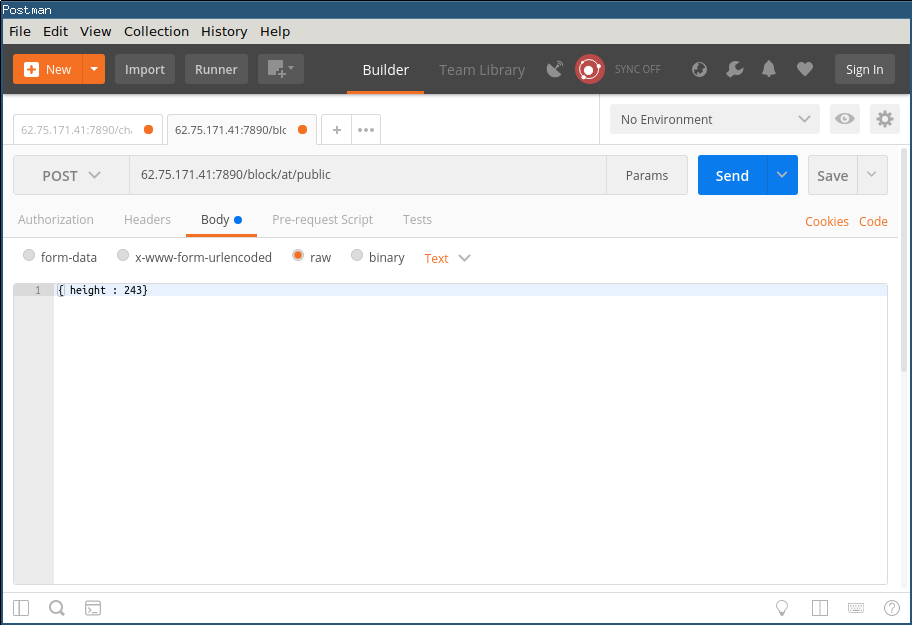 Postman
File Edit View Collection History Help
New Import Runner Builder Team Library SYNC OFF Sign In
62.75.171.41:7890/cha 62.75.171.41:7890/blo + No Environment
POST 62.75.171.41:7890/block/at/public Params Send Save
Authorization Headers Body Pre-request Script Tests Cookies Code
form-data x-www-form-urlencoded raw binary Text
1 { height : 243}